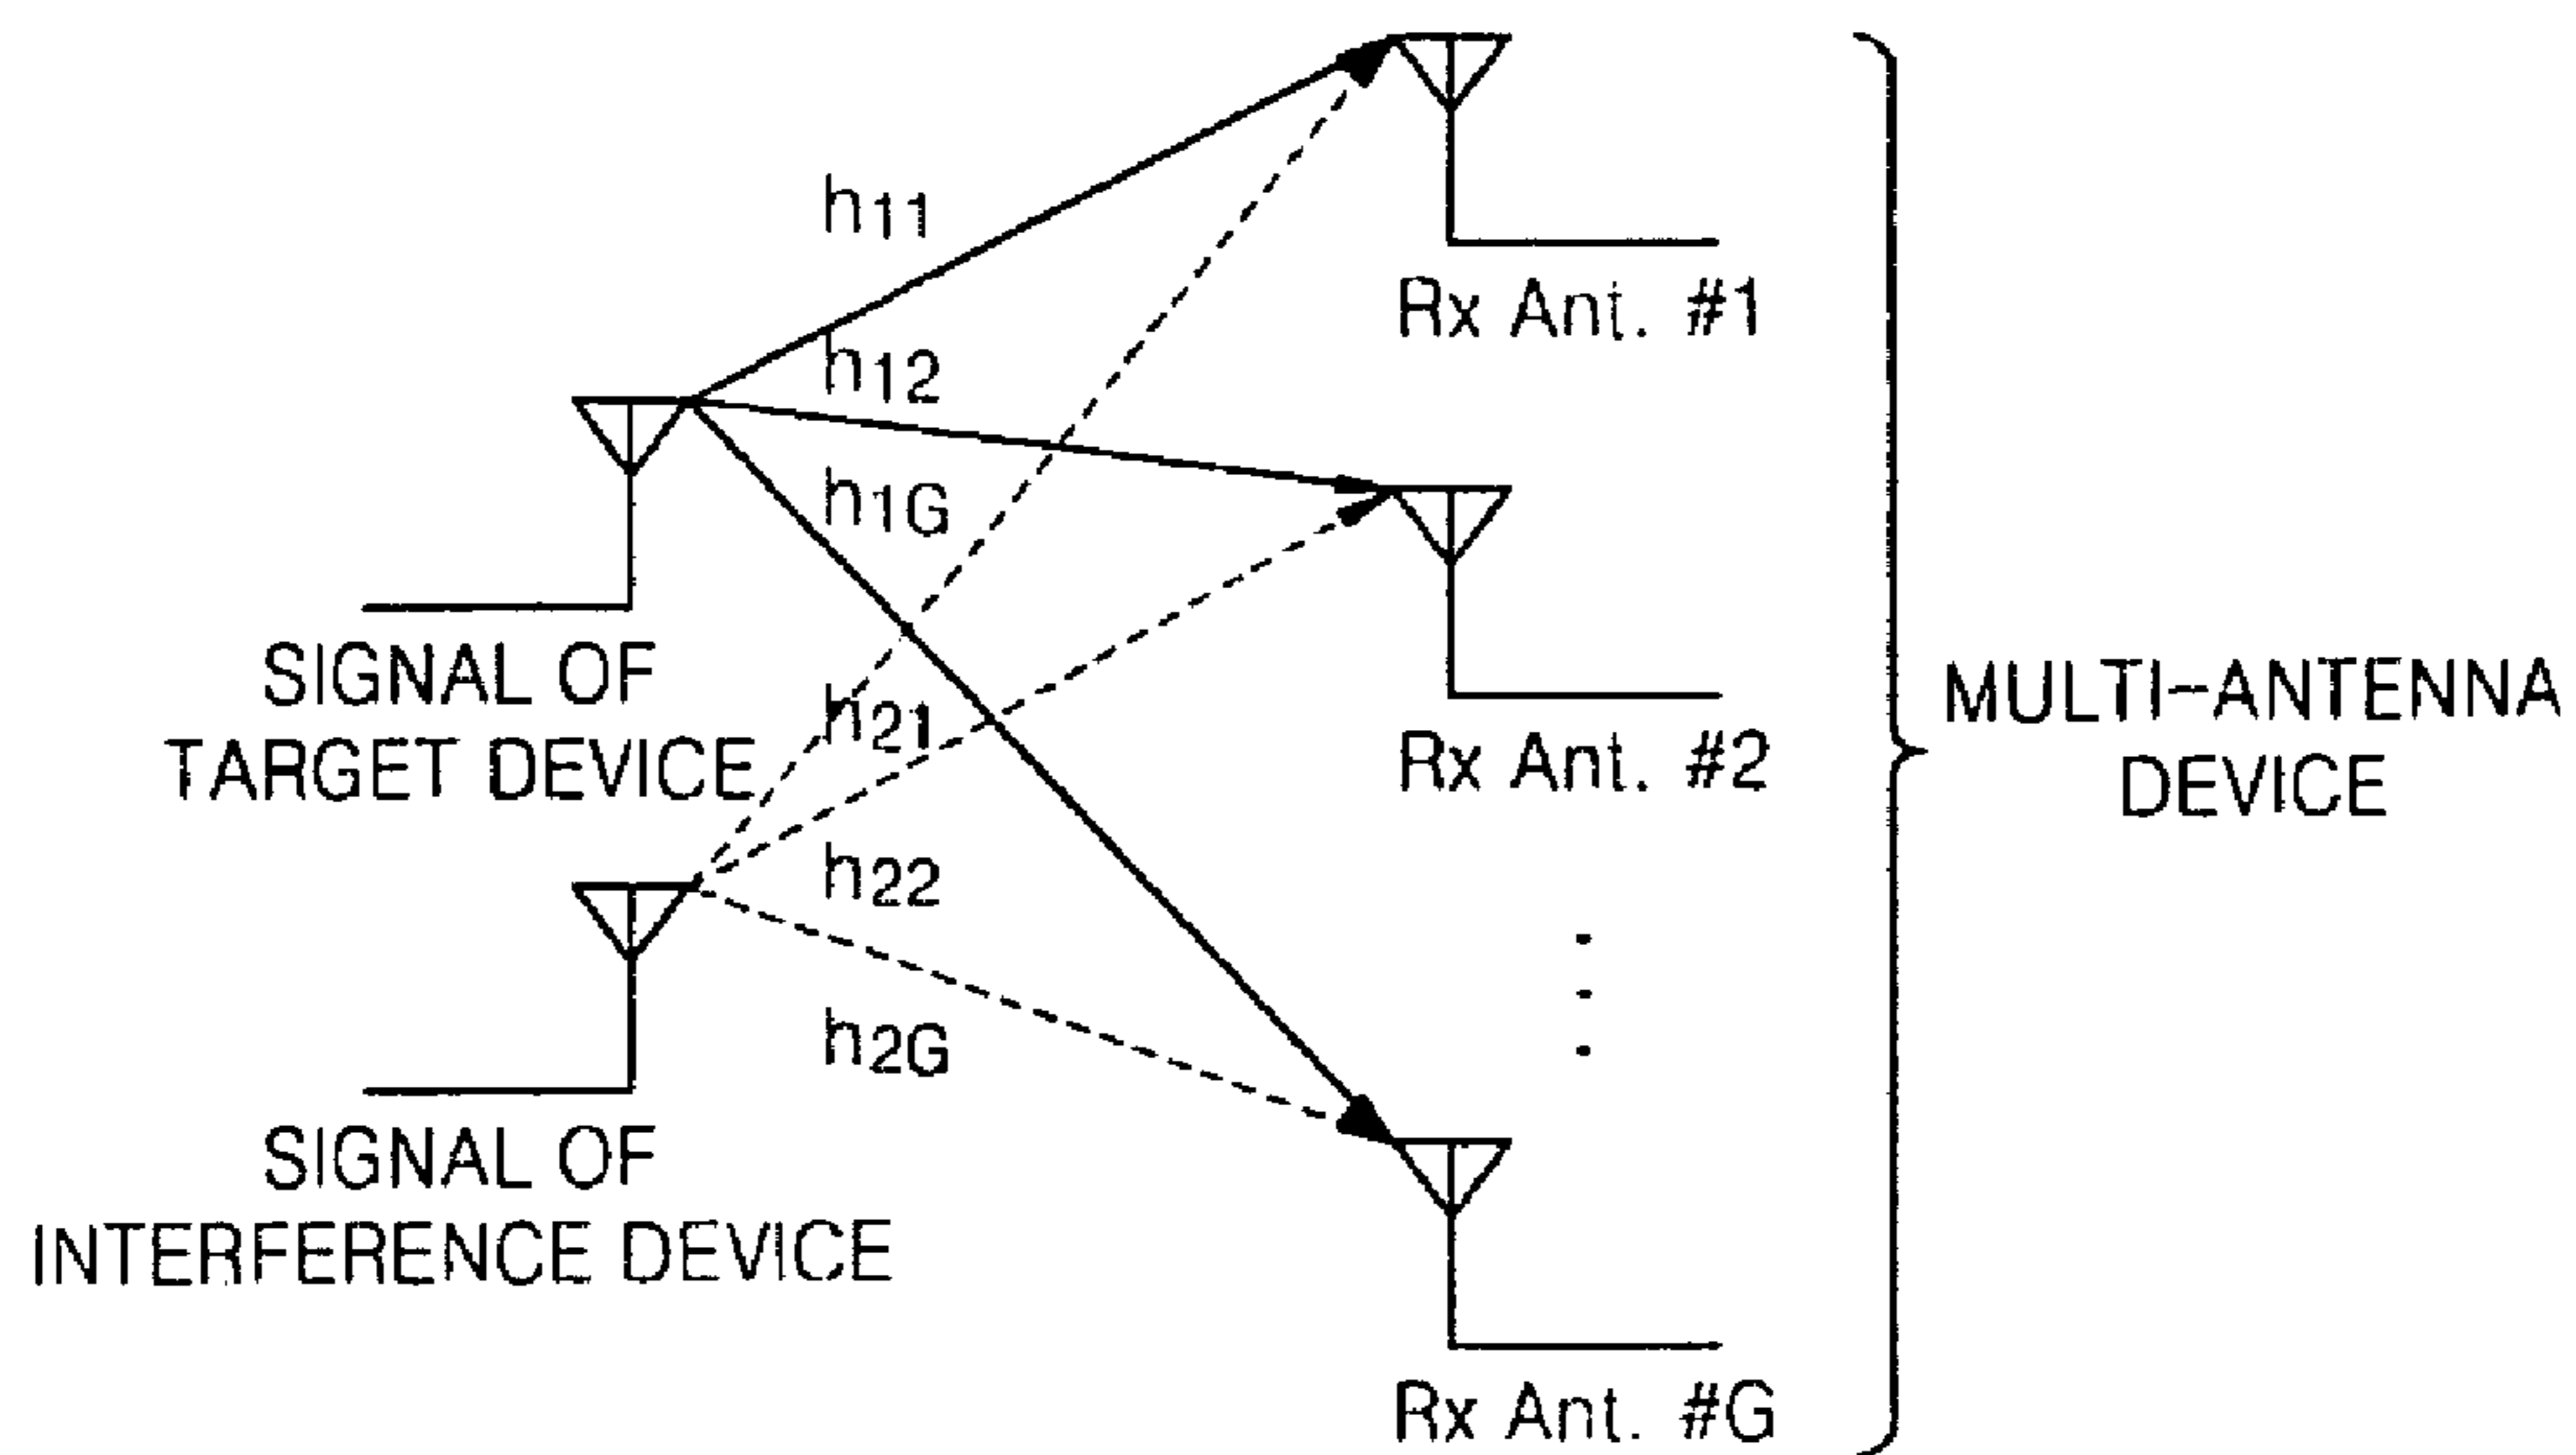 h11
Rx Ant. #1
h12
h1G
SIGNAL OF
TARGET DEVICE
h21
Rx Ant. #2
MULTI-ANTENNA
DEVICE
h22
h2G
SIGNAL OF
INTERFERENCE DEVICE
Rx Ant. #G